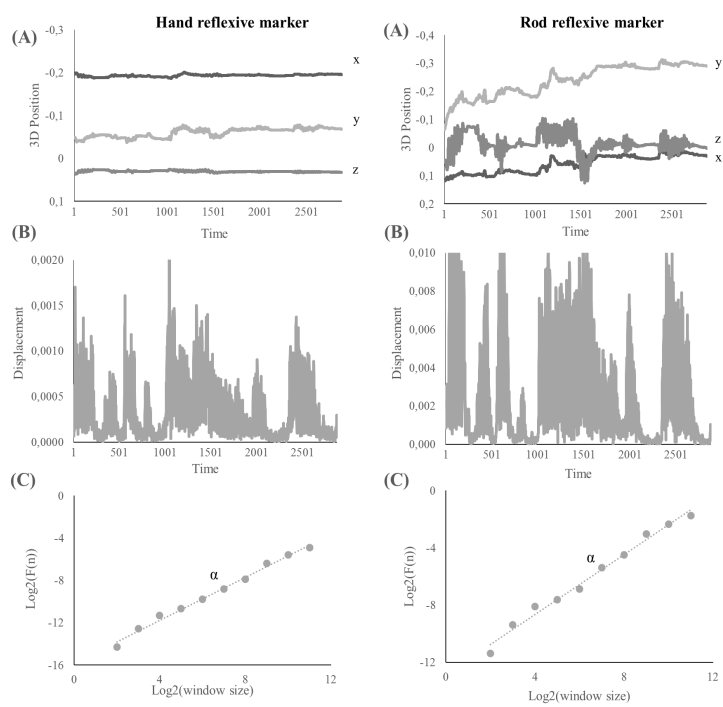 Hand reflexive marker
(A)
-0,3
-0,2
-0,1
0
0,1
3D Position
x
y
z
1 501 1001 1501 2001 2501
Time
(B)
0,0020
0,0015
0,0010
0,0005
0,0000
Displacement
1 501 1001 1501 2001 2501
Time
(C)
0
-4
-8
-12
-16
Log2(F(n))
α
0 4 8 12
Log2(window size)
Rod reflexive marker
(A)
-0,4
-0,3
-0,2
-0,1
0
0,1
0,2
3D Position
y
z
x
1 501 1001 1501 2001 2501
Time
(B)
0,010
0,008
0,006
0,004
0,002
0,000
Displacement
1 501 1001 1501 2001 2501
Time
(C)
0
-4
-8
-12
Log2(F(n))
α
0 4 8 12
Log2(window size)